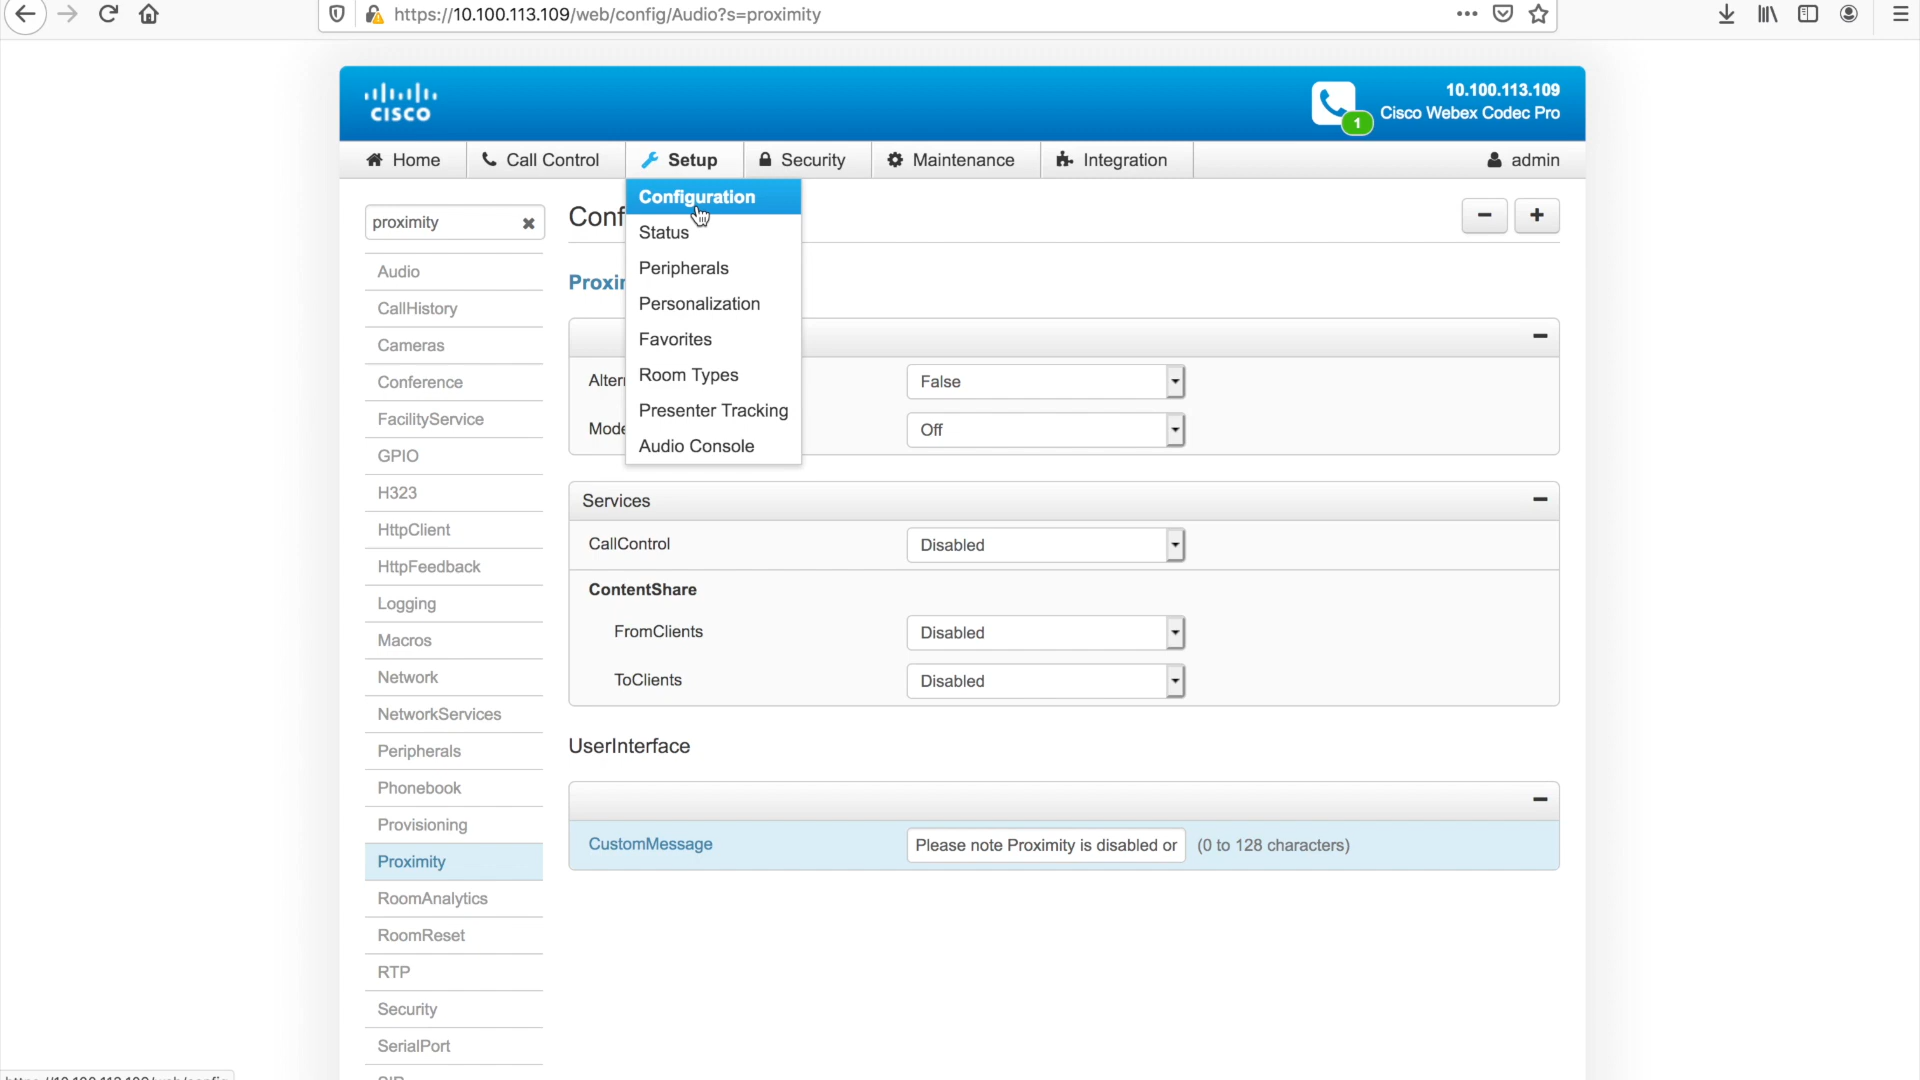 https://10.100.113.109/web/config/Audio?s=proximity
CISCO
10.100.113.109
Cisco Webex Codec Pro
1
Home
Call Control
Setup
Security
Maintenance
Integration
admin
Configuration
Status
Peripherals
Personalization
Favorites
Room Types
Presenter Tracking
Audio Console
proximity
Audio
CallHistory
Cameras
Conference
FacilityService
GPIO
H323
HttpClient
HttpFeedback
Logging
Macros
Network
NetworkServices
Peripherals
Phonebook
Provisioning
Proximity
RoomAnalytics
RoomReset
RTP
Security
SerialPort
Conf
Proxi
Alter
False
Mode
Off
Services
CallControl
Disabled
ContentShare
FromClients
Disabled
ToClients
Disabled
UserInterface
CustomMessage
Please note Proximity is disabled or
(0 to 128 characters)